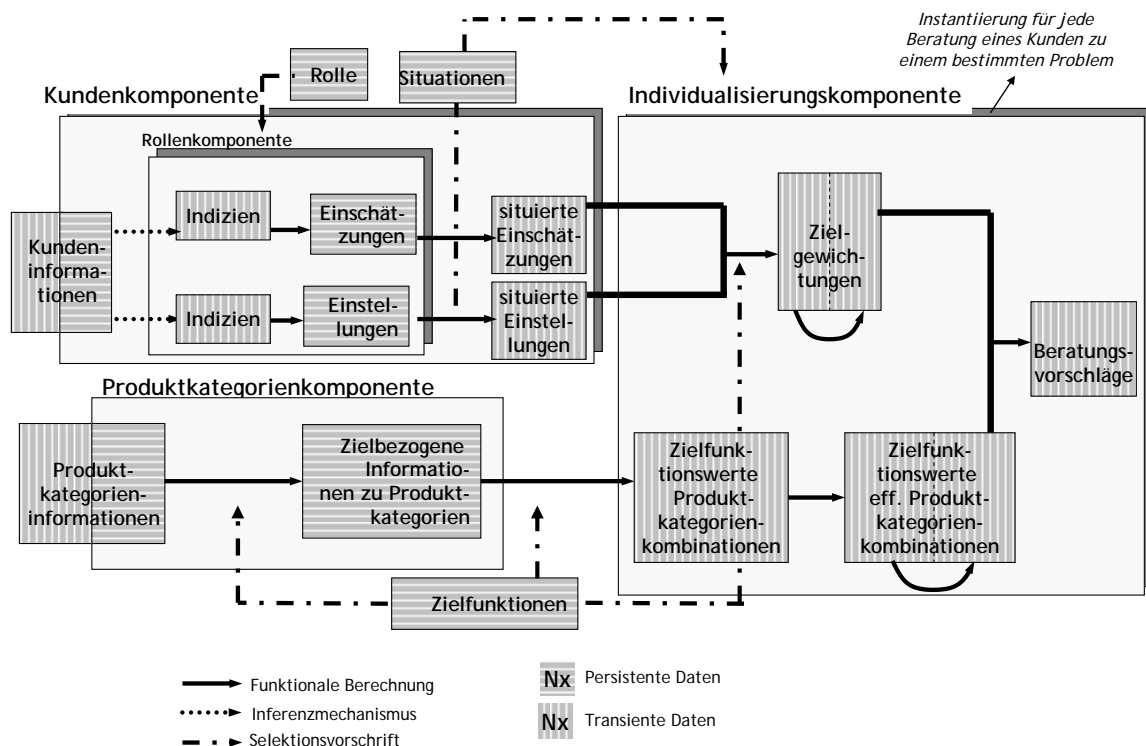 Instantiierung für jede
Beratung eines Kunden zu
einem bestimmten Problem
Rolle
Situationen
Kundenkomponente
Individualisierungskomponente
Rollenkomponente
Indizien
Einschät-
zungen
situierte
Einschät-
zungen
Kunden-
informa-
tionen
Indizien
Einstel-
lungen
situierte
Einstel-
lungen
Ziel-
gewich-
tungen
Beratungs-
vorschläge
Produktkategorienkomponente
Produkt-
kategorien-
informationen
Zielbezogene
Informatio-
nen zu Produkt-
kategorien
Zielfunk-
tionswerte
Produkt-
kategorien-
kombinationen
Zielfunk-
tionswerte
eff. Produkt-
kategorien-
kombinationen
Zielfunktionen
Funktionale Berechnung
Inferenzmechanismus
Selektionsvorschrift
Nx Persistente Daten
Nx Transiente Daten